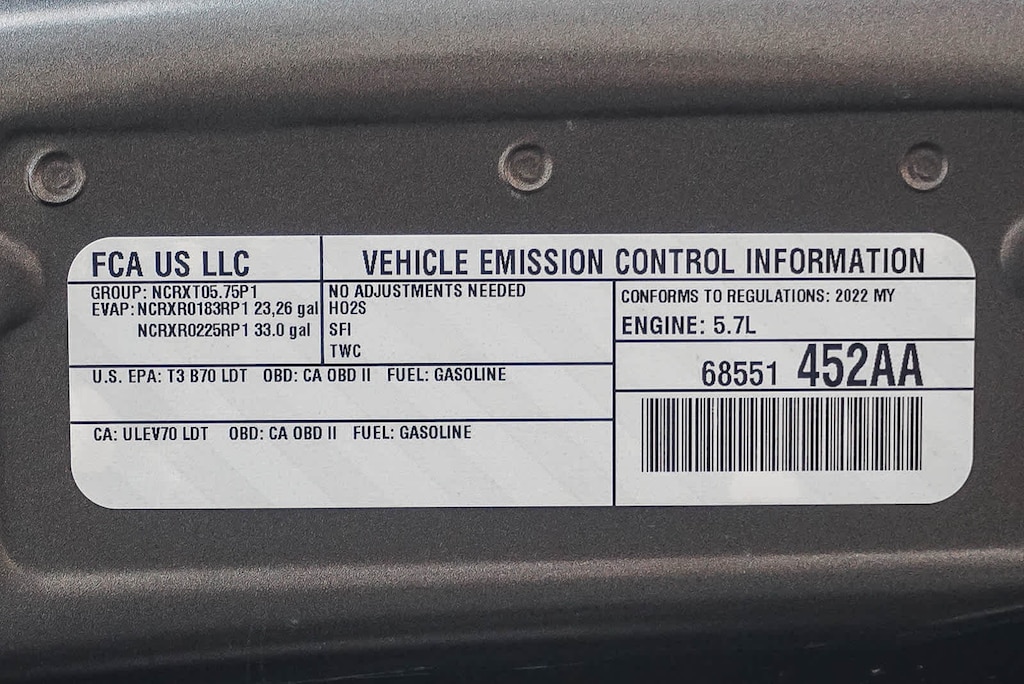 FCA US LLC
VEHICLE EMISSION CONTROL INFORMATION
GROUP: NCRXT05.75P1
EVAP: NCRXR0183RP1 23,26 gal
NCRXR0225RP1 33.0 gal
NO ADJUSTMENTS NEEDED
HO2S
SFI
TWC
CONFORMS TO REGULATIONS: 2022 MY
ENGINE: 5.7L
68551 452AA
U.S. EPA: T3 B70 LDT OBD: CA OBD II FUEL: GASOLINE
CA: ULEV70 LDT OBD: CA OBD II FUEL: GASOLINE